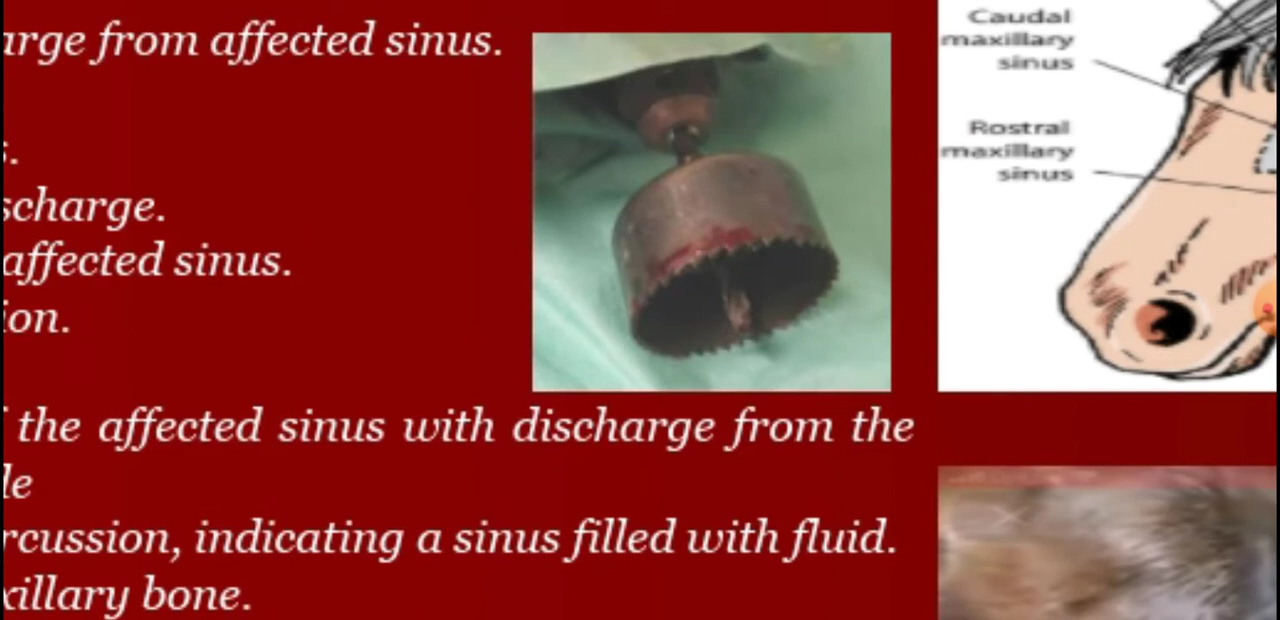 arge from affected sinus.
s.
scharge.
affected sinus.
ion.
the affected sinus with discharge from the
le
rcussion, indicating a sinus filled with fluid.
xillary bone.
Caudal
maxillary
sinus
Rostral
maxillary
sinus